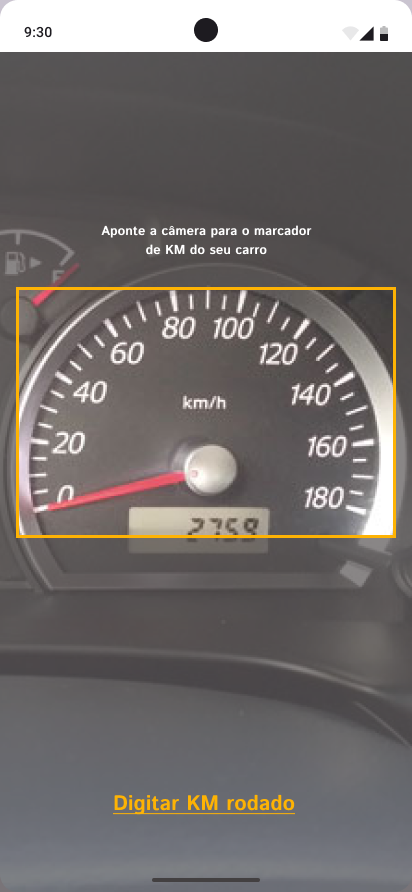 9:30
Aponte a câmera para o marcador
de KM do seu carro
F
80 100
60 120
40 140
km/h
20 160
0 180
2759
Digitar KM rodado